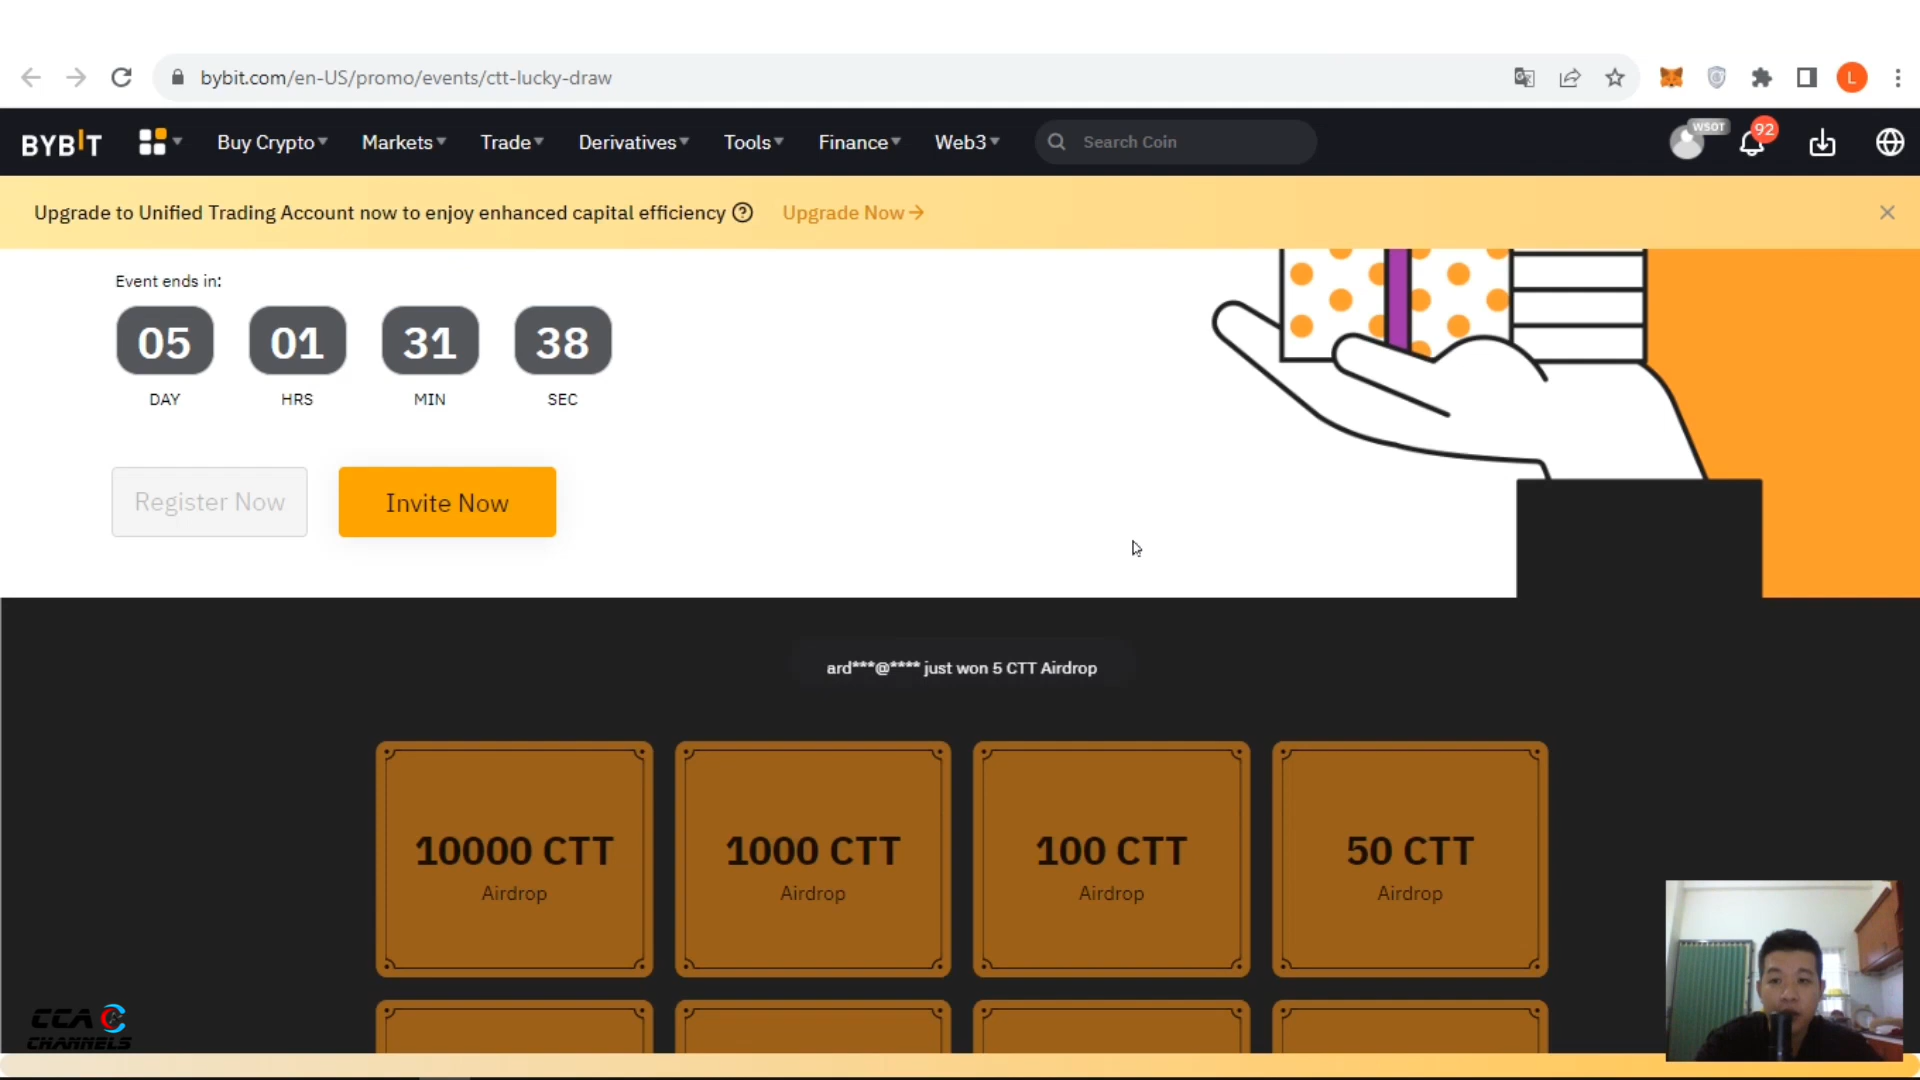 bybit.com/en-US/promo/events/ctt-lucky-draw
L
BYBIT
Buy Crypto
Markets
Trade
Derivatives
Tools
Finance
Web3
Search Coin
WSOT
92
Upgrade to Unified Trading Account now to enjoy enhanced capital efficiency
Upgrade Now
Event ends in:
05 01 31 38
DAY HRS MIN SEC
Register Now
Invite Now
ard***@**** just won 5 CTT Airdrop
10000 CTT
Airdrop
1000 CTT
Airdrop
100 CTT
Airdrop
50 CTT
Airdrop
CCA
CHANNELS